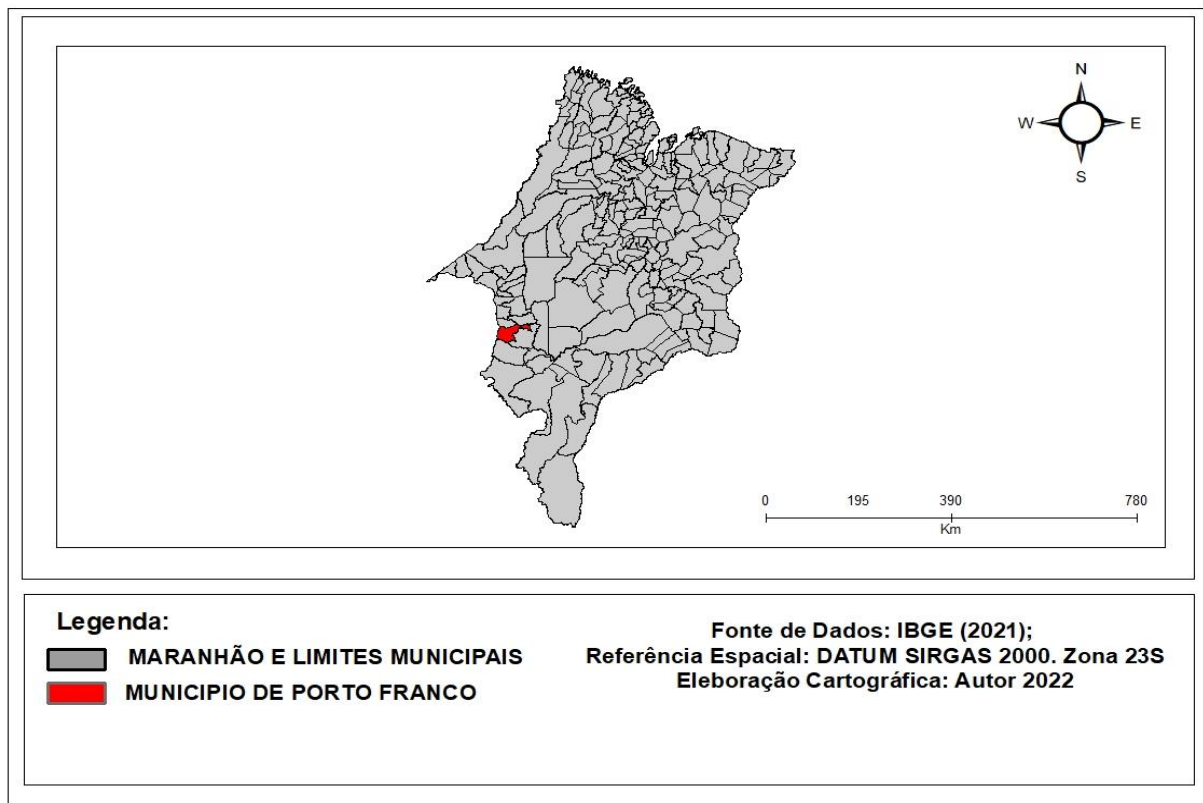 N
W E
S
0 195 390 780
Km
Legenda:
MARANHÃO E LIMITES MUNICIPAIS
MUNICIPIO DE PORTO FRANCO
Fonte de Dados: IBGE (2021);
Referência Espacial: DATUM SIRGAS 2000. Zona 23S
Eleboração Cartográfica: Autor 2022